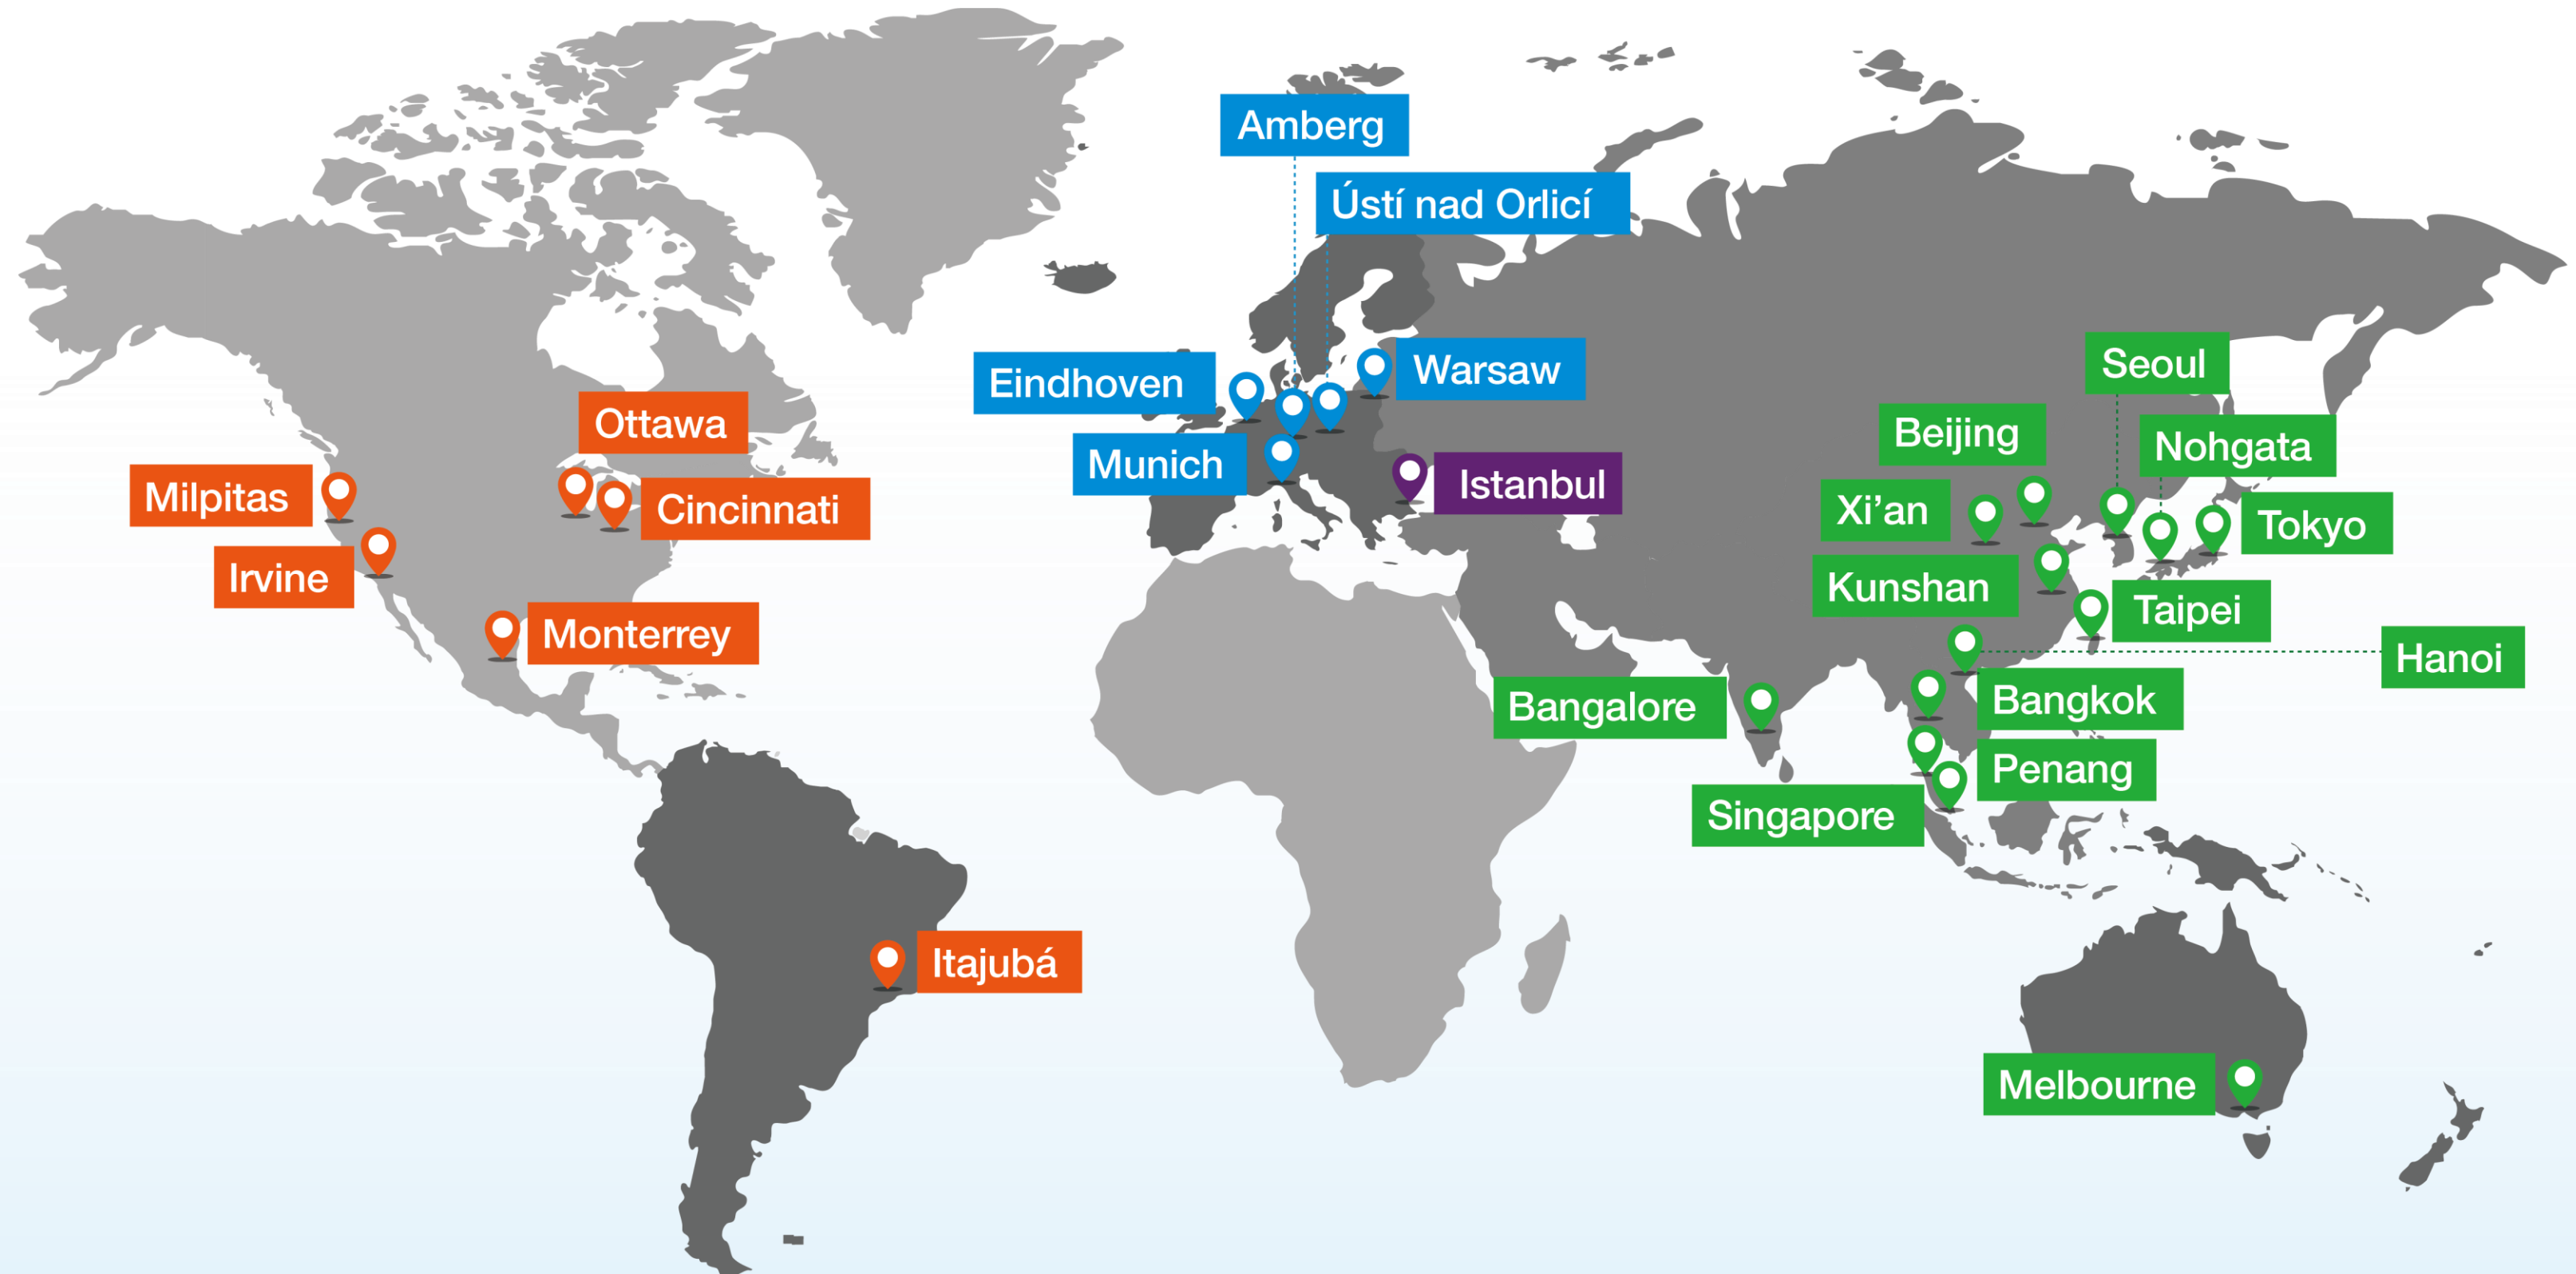 Amberg
Ústí nad Orlicí
Eindhoven
Warsaw
Munich
Istanbul
Ottawa
Milpitas
Cincinnati
Irvine
Monterrey
Itajubá
Seoul
Beijing
Nohgata
Xi’an
Tokyo
Kunshan
Taipei
Hanoi
Bangalore
Bangkok
Penang
Singapore
Melbourne